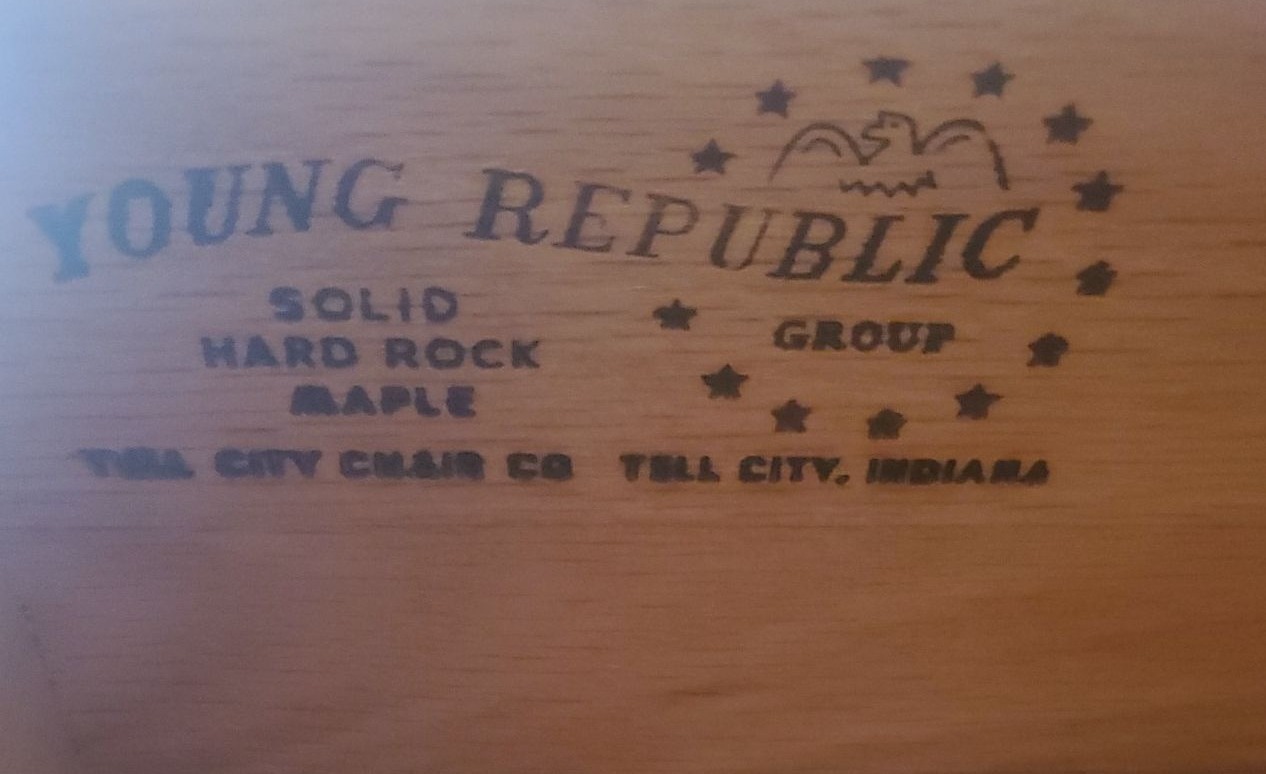 YOUNG REPUBLIC
SOLID
HARD ROCK
MAPLE
GROUP
TELL CITY CHAIR CO TELL CITY, INDIANA